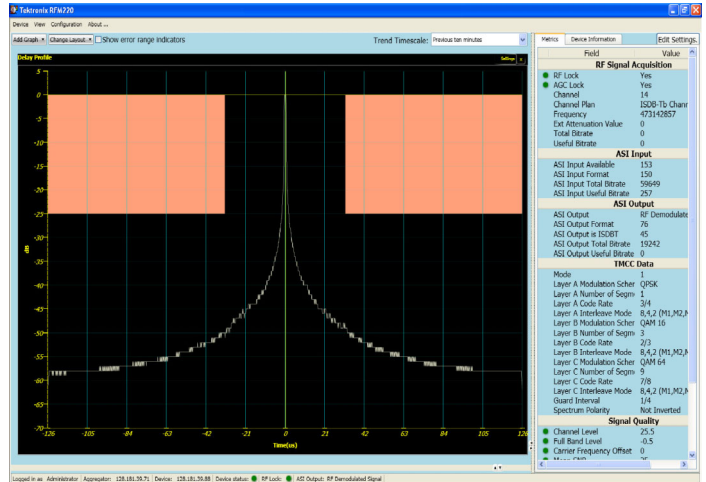 Tektronix RFM220
Device View Configuration About ...
Add Graph Change Layout Show error range indicators Trend Timescale: Previous ten minutes
Metrics Device Information Edit Settings.
Delay Profile Settings x
Field Value
RF Signal Acquisition
RF Lock Yes
AGC Lock Yes
Channel 14
Channel Plan ISDB-Tb Chann
Frequency 473142857
Ext Attenuation Value 0
Total Bitrate 0
Useful Bitrate 0
ASI Input
ASI Input Available 153
ASI Input Format 150
ASI Input Total Bitrate 59649
ASI Input Useful Bitrate 257
ASI Output
ASI Output RF Demodulate
ASI Output Format 76
ASI Output is ISDBT 45
ASI Output Total Bitrate 19242
ASI Output Useful Bitrate 0
TMCC Data
Mode 1
Layer A Modulation Scher QPSK
Layer A Number of Segm 1
Layer A Code Rate 3/4
Layer A Interleave Mode 8,4,2 (M1,M2,M
Layer B Modulation Scher QAM 16
Layer B Number of Segm 3
Layer B Code Rate 2/3
Layer B Interleave Mode 8,4,2 (M1,M2,M
Layer C Modulation Scher QAM 64
Layer C Number of Segm 9
Layer C Code Rate 7/8
Layer C Interleave Mode 8,4,2 (M1,M2,M
Guard Interval 1/4
Spectrum Polarity Not Inverted
Signal Quality
Channel Level 25.5
Full Band Level -0.5
Carrier Frequency Offset 0
5
0
-5
-10
-15
-20
-25
-30
dB
-35
-40
-45
-50
-55
-60
-65
-70
-126 -105 -84 -63 -42 -21 0 21 42 63 84 105 126
Time(us)
Logged in as Administrator Aggregator: 128.181.39.71 Device: 128.181.39.88 Device status: RF Lock: ASI Output: RF Demodulated Signal